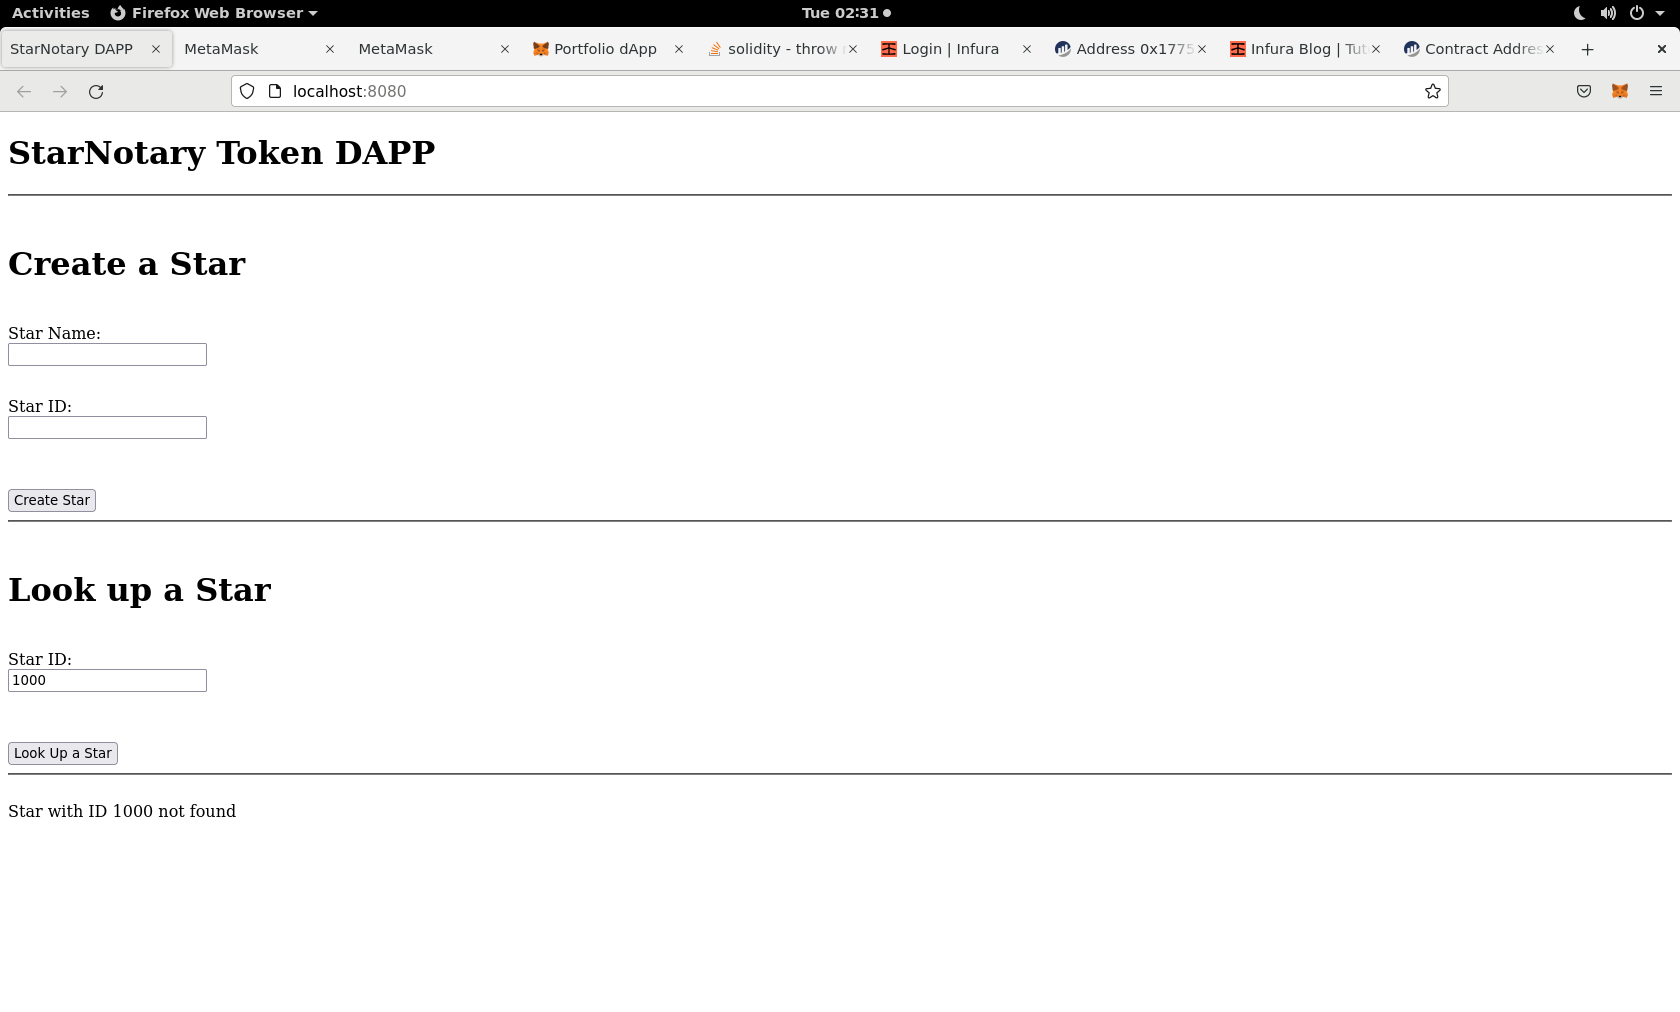 Activities Firefox Web Browser Tue 02:31
StarNotary DAPP MetaMask MetaMask Portfolio dApp solidity - throw Login | Infura Address 0x1775 Infura Blog | Tut Contract Addres
localhost:8080
StarNotary Token DAPP
Create a Star
Star Name:
Star ID:
Create Star
Look up a Star
Star ID:
1000
Look Up a Star
Star with ID 1000 not found